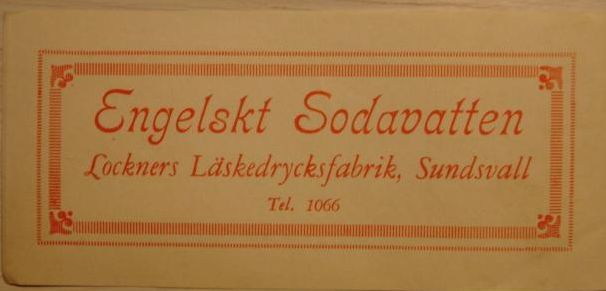 Engelskt Sodavatten
Lockners Läskedrycksfabrik, Sundsvall
Tel. 1066